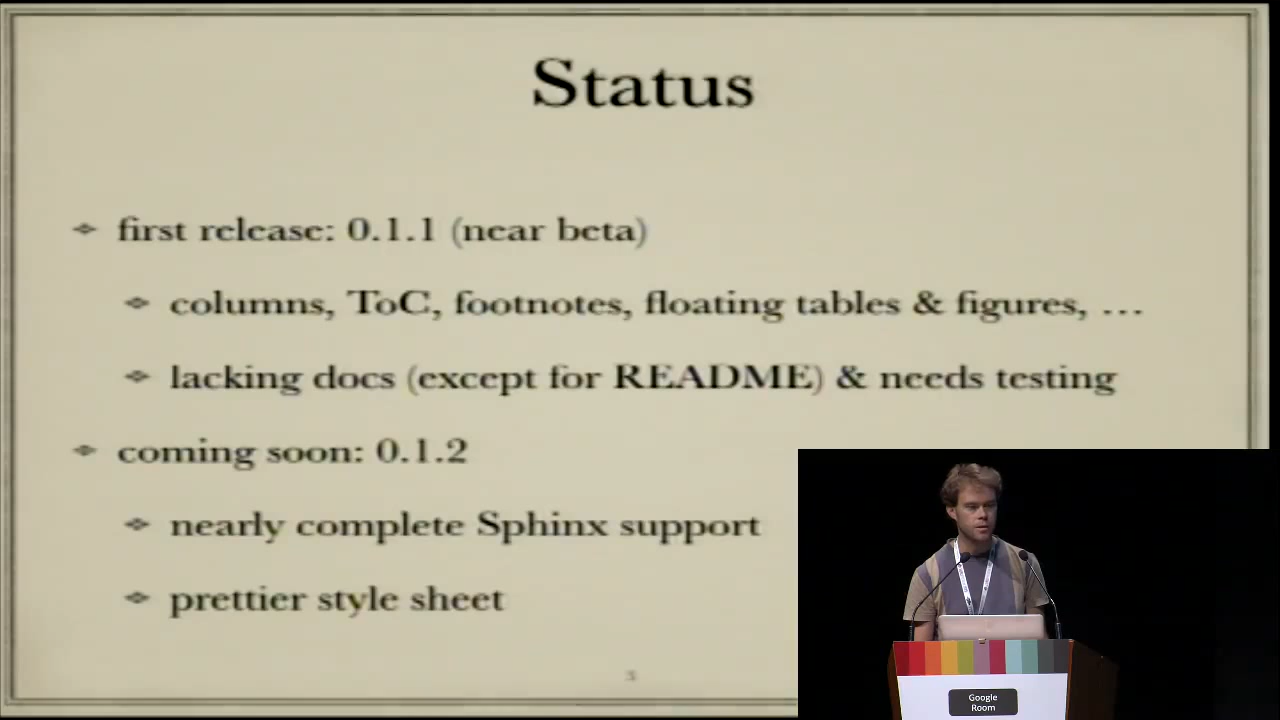 Status
first release: 0.1.1 (near beta)
columns, ToC, footnotes, floating tables & figures, …
lacking docs (except for README) & needs testing
coming soon: 0.1.2
nearly complete Sphinx support
prettier style sheet
Google
Room